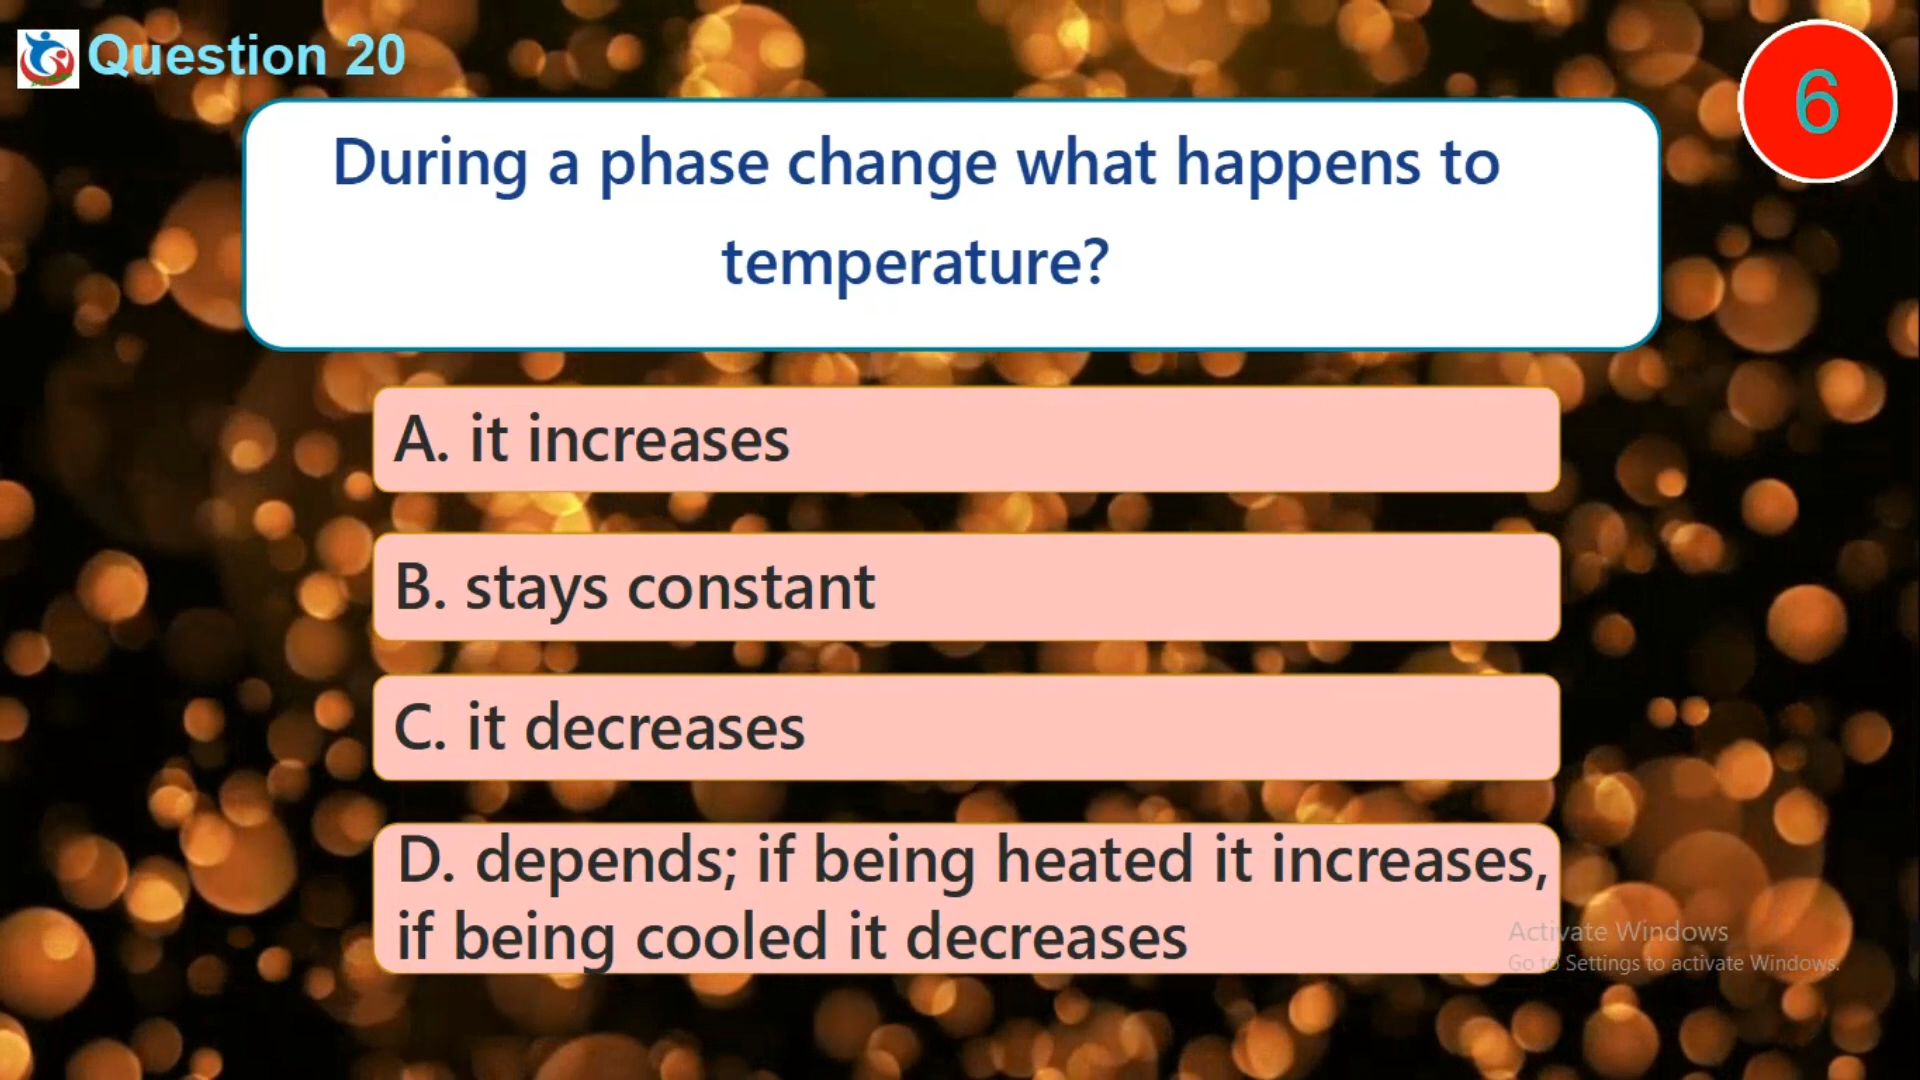 Question 20
6
During a phase change what happens to
temperature?
A. it increases
B. stays constant
C. it decreases
D. depends; if being heated it increases,
if being cooled it decreases
Activate Windows
Go to Settings to activate Windows.